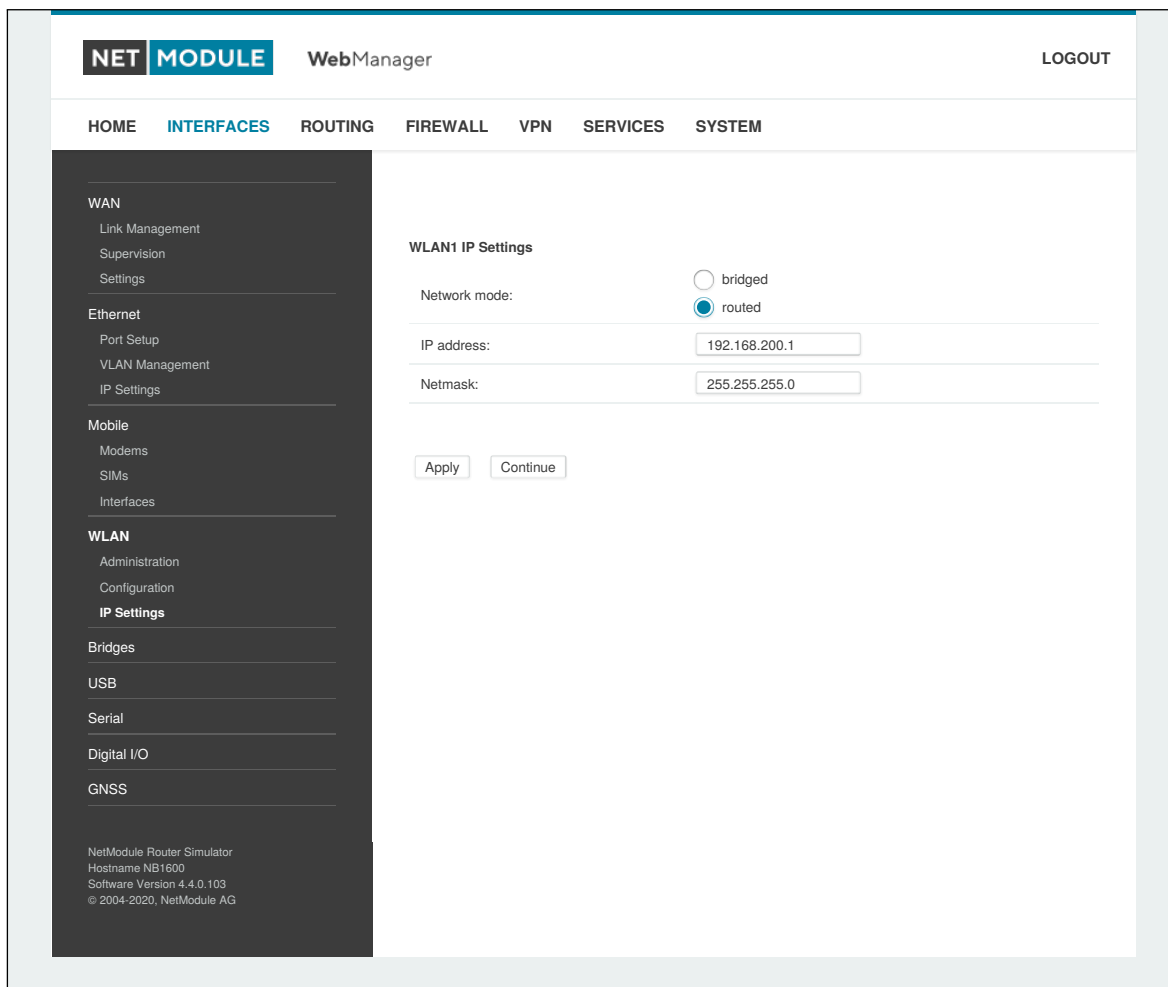 NET MODULE WebManager LOGOUT
HOME INTERFACES ROUTING FIREWALL VPN SERVICES SYSTEM
WAN
Link Management
Supervision
Settings
Ethernet
Port Setup
VLAN Management
IP Settings
Mobile
Modems
SIMs
Interfaces
WLAN
Administration
Configuration
IP Settings
Bridges
USB
Serial
Digital I/O
GNSS
NetModule Router Simulator
Hostname NB1600
Software Version 4.4.0.103
© 2004-2020, NetModule AG
WLAN1 IP Settings
Network mode:
bridged
routed
IP address: 192.168.200.1
Netmask: 255.255.255.0
Apply Continue